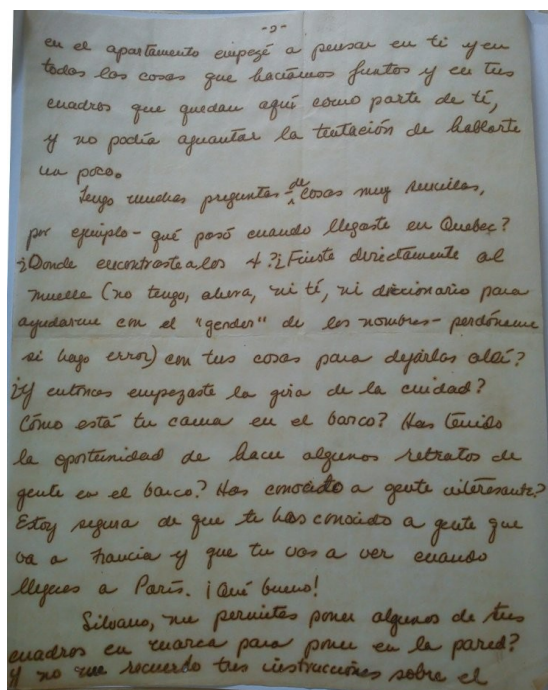 -2-
en el apartamento empezé a pensar en ti y en
todas las cosas que hacíamos juntos y en tus
cuadros que quedan aquí como parte de tí,
y no podía aguantar la tentación de hablarte
un poco.
Tengo muchas preguntas - de cosas muy sencillas,
por ejemplo - qué pasó cuando llegaste en Quebec?
¿Donde encontraste a los 4? ¿Fuiste directamente al
muelle (no tengo, ahora, ni tí, ni diccionario para
ayudarme con el "gender" de los nombres - perdóneme
si hago error) con tus cosas para dejarlas allí?
¿Y entonces empezaste la gira de la cuidad?
Cómo está tu cama en el barco? Has tenido
la oportunidad de hacer algunos retratos de
gente en el barco? Has conocido a gente interesante?
Estoy segura de que te has conocido a gente que
va a Francia y que tu vas a ver cuando
llegues a París. ¡Qué bueno!
Silvano, me permites poner algunos de tus
cuadros en marca para poner en la pared?
Y no me recuerdo tus instrucciones sobre el